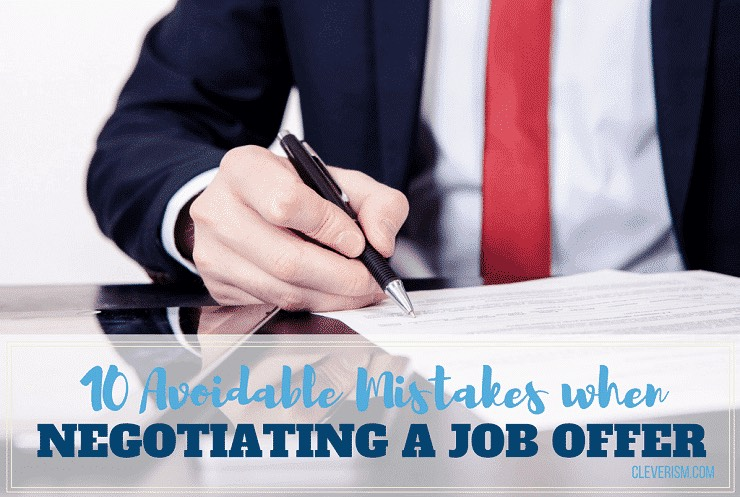 10 Avoidable Mistakes when
NEGOTIATING A JOB OFFER
CLEVERISM.COM